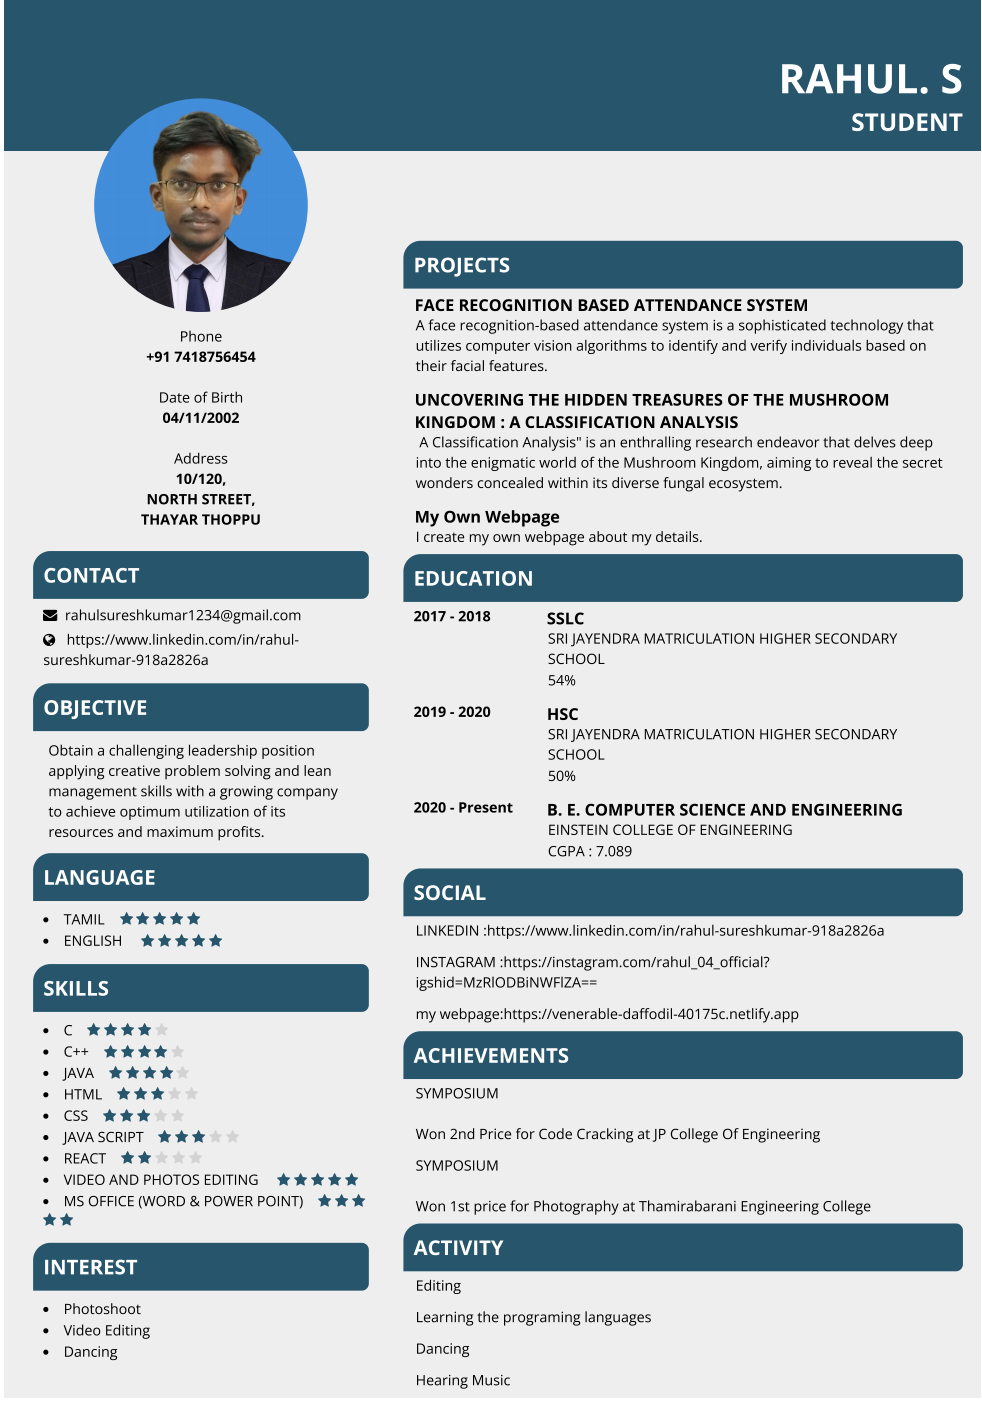 RAHUL. S
STUDENT
Phone
+91 7418756454
Date of Birth
04/11/2002
Address
10/120,
NORTH STREET,
THAYAR THOPPU
CONTACT
rahulsureshkumar1234@gmail.com
https://www.linkedin.com/in/rahul-
sureshkumar-918a2826a
OBJECTIVE
Obtain a challenging leadership position
applying creative problem solving and lean
management skills with a growing company
to achieve optimum utilization of its
resources and maximum profits.
LANGUAGE
• TAMIL
• ENGLISH
SKILLS
• C
• C++
• JAVA
• HTML
• CSS
• JAVA SCRIPT
• REACT
• VIDEO AND PHOTOS EDITING
• MS OFFICE (WORD & POWER POINT)
INTEREST
• Photoshoot
• Video Editing
• Dancing
PROJECTS
FACE RECOGNITION BASED ATTENDANCE SYSTEM
A face recognition-based attendance system is a sophisticated technology that
utilizes computer vision algorithms to identify and verify individuals based on
their facial features.
UNCOVERING THE HIDDEN TREASURES OF THE MUSHROOM
KINGDOM : A CLASSIFICATION ANALYSIS
A Classification Analysis" is an enthralling research endeavor that delves deep
into the enigmatic world of the Mushroom Kingdom, aiming to reveal the secret
wonders concealed within its diverse fungal ecosystem.
My Own Webpage
I create my own webpage about my details.
EDUCATION
2017 - 2018 SSLC
SRI JAYENDRA MATRICULATION HIGHER SECONDARY
SCHOOL
54%
2019 - 2020 HSC
SRI JAYENDRA MATRICULATION HIGHER SECONDARY
SCHOOL
50%
2020 - Present B. E. COMPUTER SCIENCE AND ENGINEERING
EINSTEIN COLLEGE OF ENGINEERING
CGPA : 7.089
SOCIAL
LINKEDIN :https://www.linkedin.com/in/rahul-sureshkumar-918a2826a
INSTAGRAM :https://instagram.com/rahul_04_official?
igshid=MzRlODBiNWFlZA==
my webpage:https://venerable-daffodil-40175c.netlify.app
ACHIEVEMENTS
SYMPOSIUM
Won 2nd Price for Code Cracking at JP College Of Engineering
SYMPOSIUM
Won 1st price for Photography at Thamirabarani Engineering College
ACTIVITY
Editing
Learning the programing languages
Dancing
Hearing Music